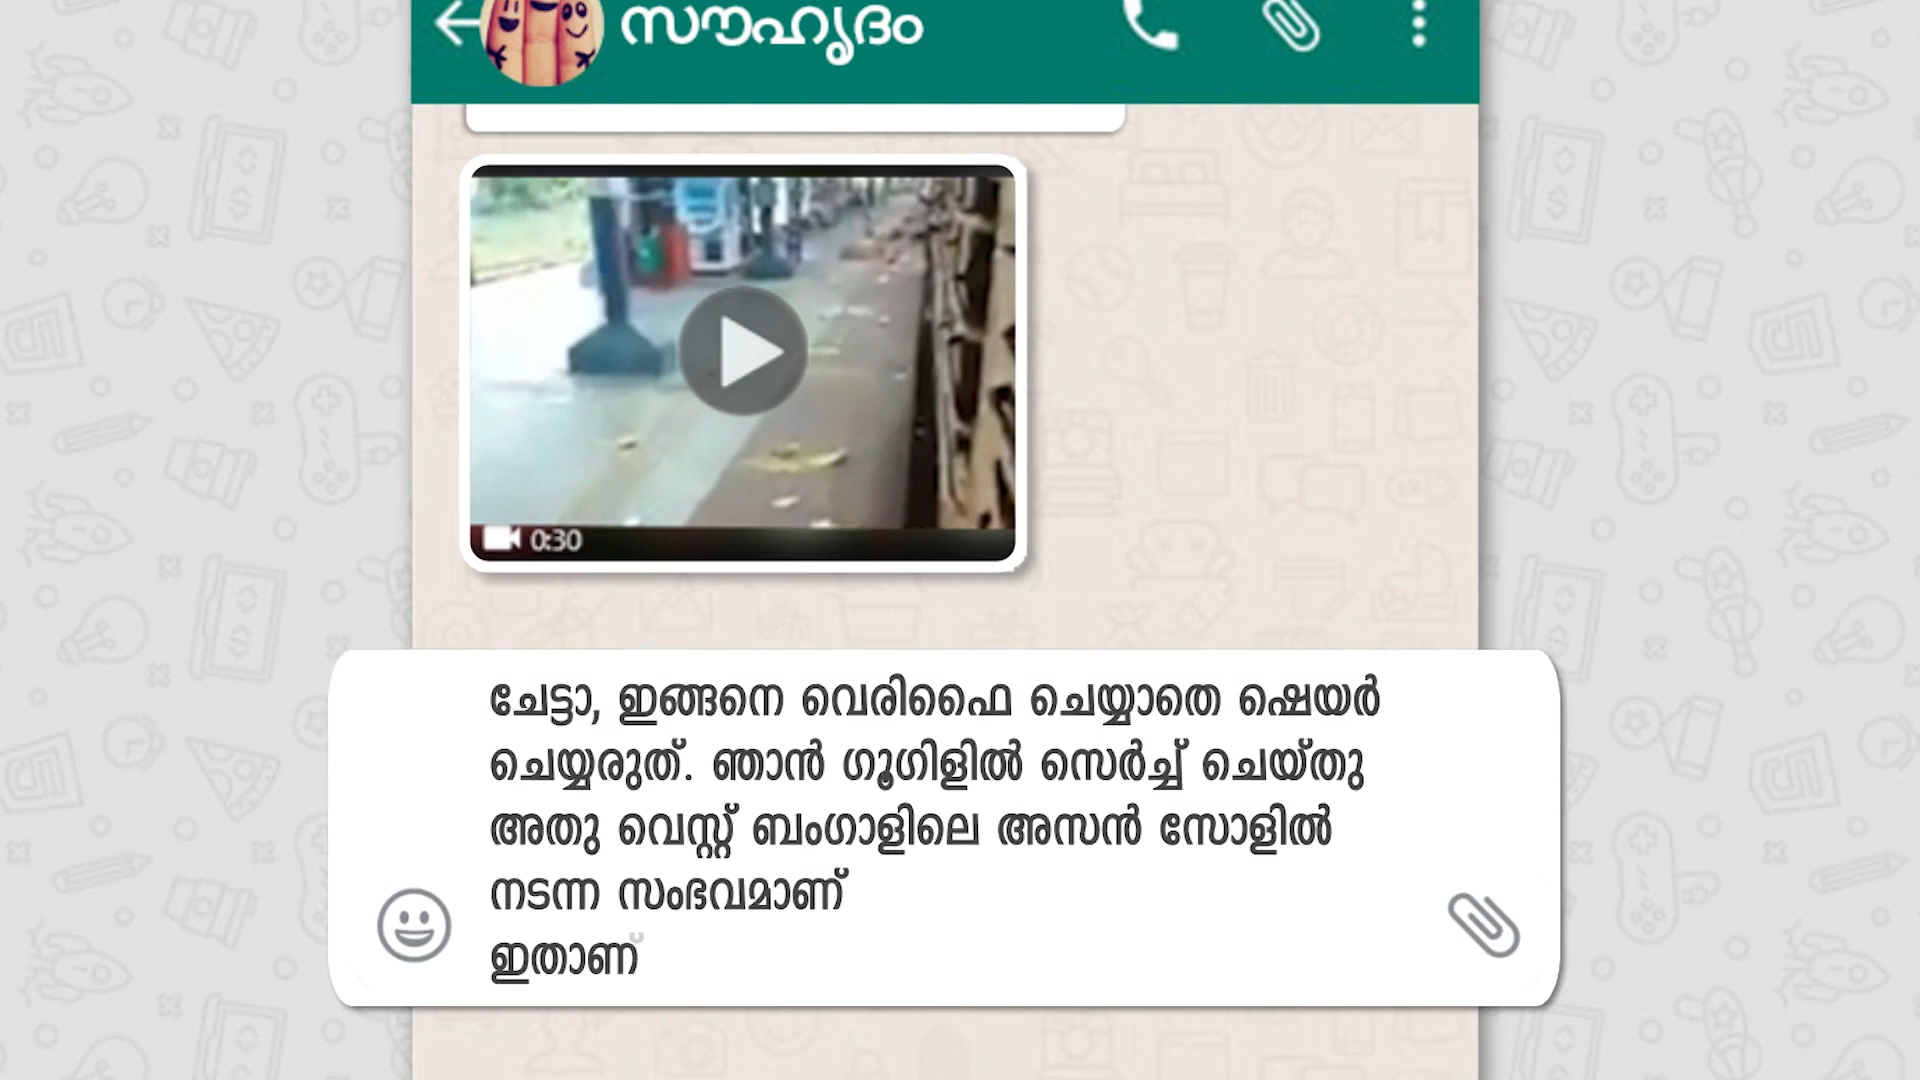 സൗഹൃദം
0:30
ചേട്ടാ, ഇങ്ങനെ വെരിഫൈ ചെയ്യാതെ ഷെയർ
ചെയ്യരുത്. ഞാൻ ഗൂഗിളിൽ സെർച്ച് ചെയ്തു
അതു വെസ്റ്റ് ബംഗാളിലെ അസൻ സോളിൽ
നടന്ന സംഭവമാണ്
ഇതാണ്